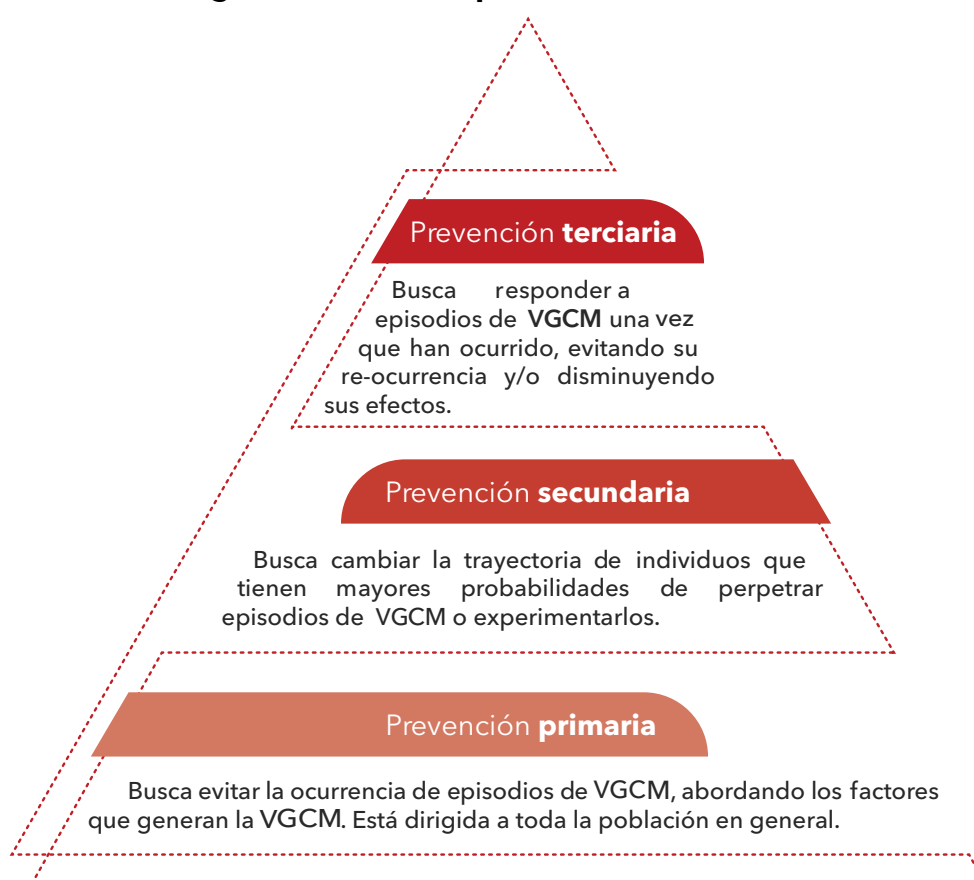 Prevención terciaria
Busca responder a
episodios de VGCM una vez
que han ocurrido, evitando su
re-ocurrencia y/o disminuyendo
sus efectos.
Prevención secundaria
Busca cambiar la trayectoria de individuos que
tienen mayores probabilidades de perpetrar
episodios de VGCM o experimentarlos.
Prevención primaria
Busca evitar la ocurrencia de episodios de VGCM, abordando los factores
que generan la VGCM. Está dirigida a toda la población en general.